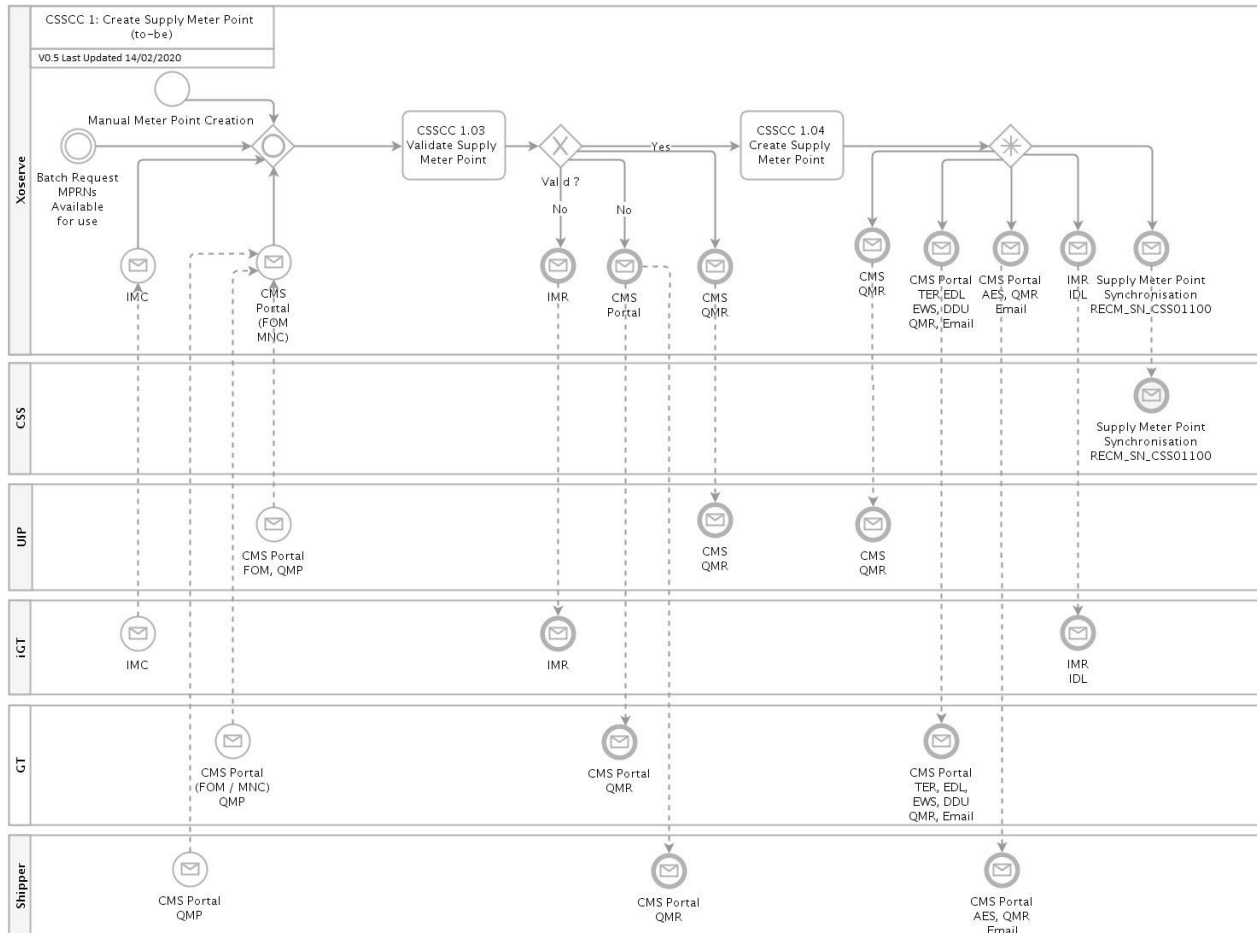 CSSCC 1: Create Supply Meter Point
(to-be)
V0.5 Last Updated 14/02/2020
Xoserve
Manual Meter Point Creation
Batch Request
MPRNs
Available
for use
IMC
CMS
Portal
(FOM
MNC)
CSSCC 1.03
Validate Supply
Meter Point
Valid ?
Yes
No
No
IMR
CMS
Portal
CMS
QMR
CSSCC 1.04
Create Supply
Meter Point
CMS
QMR
CMS Portal
TER, EDL
EWS, DDU
QMR, Email
CMS Portal
AES, QMR
Email
IMR
IDL
Supply Meter Point
Synchronisation
RECM_SN_CSS01100
CSS
Supply Meter Point
Synchronisation
RECM_SN_CSS01100
UIP
CMS Portal
FOM, QMP
CMS
QMR
CMS
QMR
iGT
IMC
IMR
IMR
IDL
GT
CMS Portal
(FOM / MNC)
QMP
CMS Portal
QMR
CMS Portal
TER, EDL,
EWS, DDU
QMR, Email
Shipper
CMS Portal
QMP
CMS Portal
QMR
CMS Portal
AES, QMR
Email